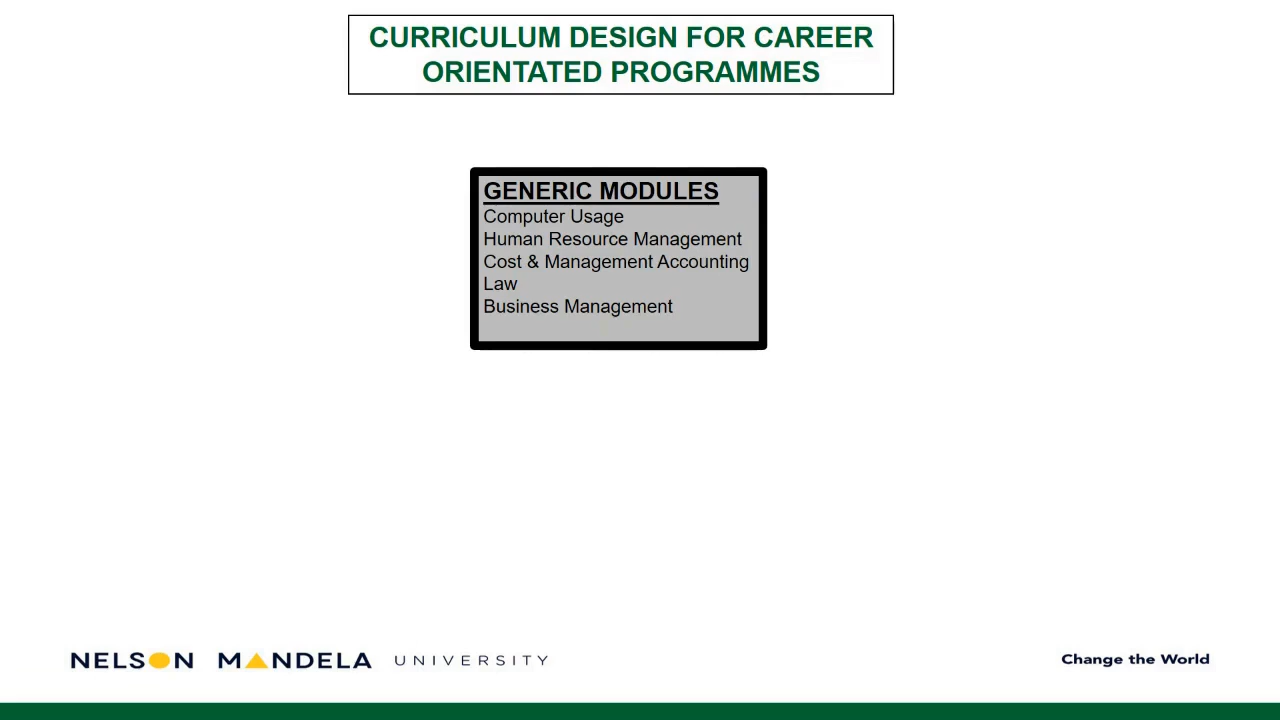 CURRICULUM DESIGN FOR CAREER
ORIENTATED PROGRAMMES
GENERIC MODULES
Computer Usage
Human Resource Management
Cost & Management Accounting
Law
Business Management
NELSON MANDELA UNIVERSITY
Change the World